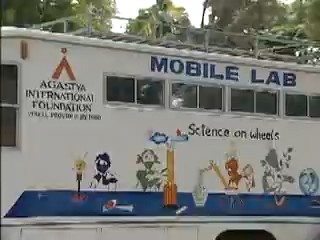 MOBILE LAB
AGASTYA
INTERNATIONAL
FOUNDATION
Science on wheels